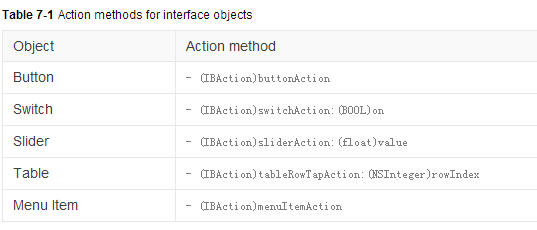 Table 7-1 Action methods for interface objects
Object Action method
Button - (IBAction)buttonAction
Switch - (IBAction)switchAction:(BOOL)on
Slider - (IBAction)sliderAction:(float)value
Table - (IBAction)tableRowTapAction:(NSInteger)rowIndex
Menu Item - (IBAction)menuItemAction